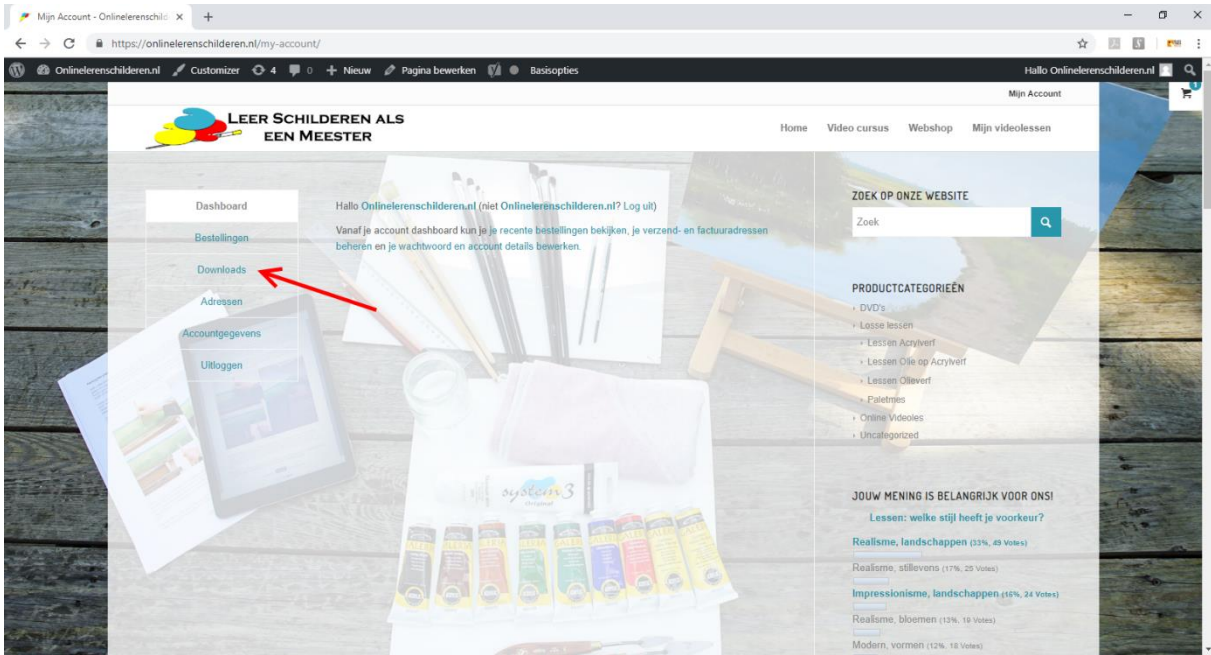 Mijn Account - Onlinelerenschild
https://onlinelerenschilderen.nl/my-account/
Onlinelerenschilderen.nl Customizer 4 0 Nieuw Pagina bewerken Basisopties Hallo Onlinelerenschilderen.nl
Mijn Account
1
LEER SCHILDEREN ALS
EEN MEESTER
Home Video cursus Webshop Mijn videolessen
Dashboard
Bestellingen
Downloads
Adressen
Accountgegevens
Uitloggen
Hallo Onlinelerenschilderen.nl (niet Onlinelerenschilderen.nl? Log uit)
Vanaf je account dashboard kun je je recente bestellingen bekijken, je verzend- en factuuradressen
beheren en je wachtwoord en account details bewerken.
system3
ZOEK OP ONZE WEBSITE
Zoek
PRODUCTCATEGORIEËN
DVD's
Losse lessen
Lessen Acrylverf
Lessen Olie op Acrylverf
Lessen Olieverf
Paletmes
Online Videoles
Uncategorized
JOUW MENING IS BELANGRIJK VOOR ONS!
Lessen: welke stijl heeft je voorkeur?
Realisme, landschappen (33%, 49 Votes)
Realisme, stillevens (17%, 25 Votes)
Impressionisme, landschappen (16%, 24 Votes)
Realisme, bloemen (13%, 19 Votes)
Modern, vormen (12%, 18 Votes)